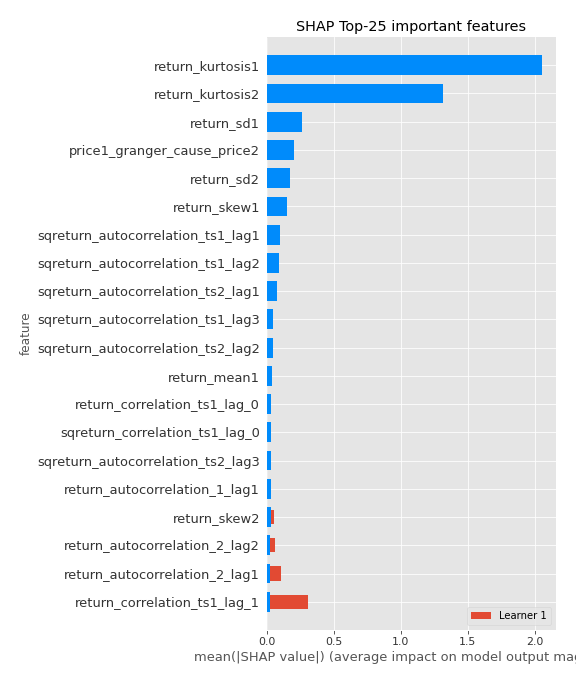 SHAP Top-25 important features
return_kurtosis1
return_kurtosis2
return_sd1
price1_granger_cause_price2
return_sd2
return_skew1
sqreturn_autocorrelation_ts1_lag1
sqreturn_autocorrelation_ts1_lag2
sqreturn_autocorrelation_ts2_lag1
sqreturn_autocorrelation_ts1_lag3
sqreturn_autocorrelation_ts2_lag2
return_mean1
return_correlation_ts1_lag_0
sqreturn_correlation_ts1_lag_0
sqreturn_autocorrelation_ts2_lag3
return_autocorrelation_1_lag1
return_skew2
return_autocorrelation_2_lag2
return_autocorrelation_2_lag1
return_correlation_ts1_lag_1
feature
Learner 1
0.0 0.5 1.0 1.5 2.0
mean(|SHAP value|) (average impact on model output mag